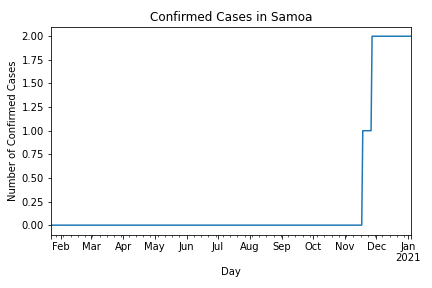 Confirmed Cases in Samoa
Number of Confirmed Cases
2.00
1.75
1.50
1.25
1.00
0.75
0.50
0.25
0.00
Feb Mar Apr May Jun Jul Aug Sep Oct Nov Dec Jan
2021
Day